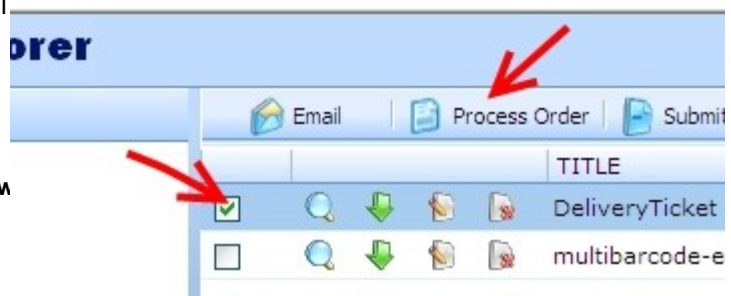 orer
Email Process Order Submit
TITLE
DeliveryTicket
multibarcode-e